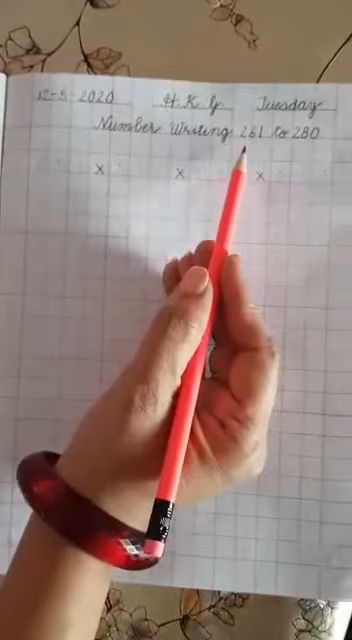 12-5-2020 H.K.G Tuesday
Number Writing 261 to 280
x x x